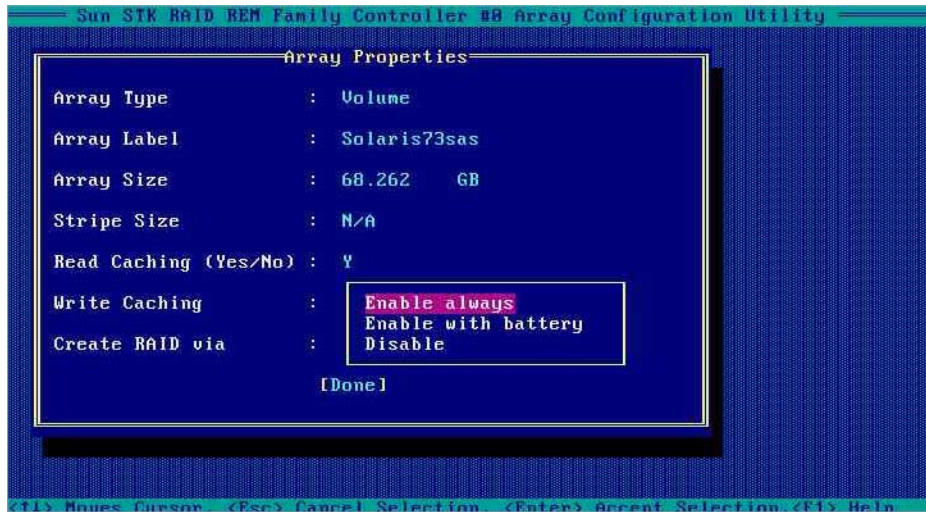 Sun STK RAID REM Family Controller #0 Array Configuration Utility
Array Properties
Array Type : Volume
Array Label : Solaris73sas
Array Size : 68.262 GB
Stripe Size : N/A
Read Caching (Yes/No) : Y
Write Caching :
Enable always
Enable with battery
Create RAID via :
Disable
[Done]
<↑↓> Moves Cursor, <Esc> Cancel Selection, <Enter> Accept Selection,<F1> Help